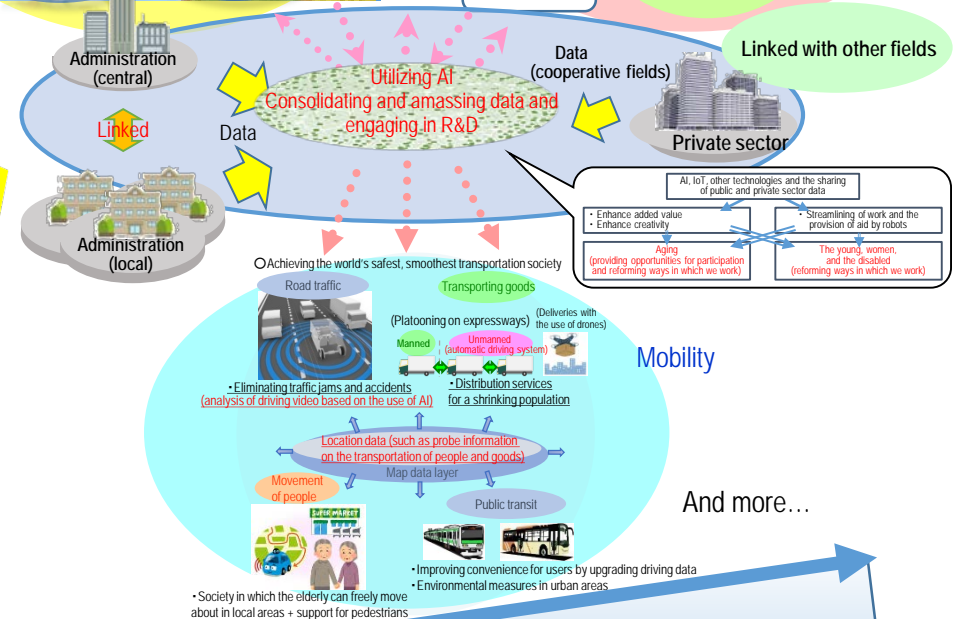 Administration
(central)
Linked
Data
Administration
(local)
Utilizing AI
Consolidating and amassing data and
engaging in R&D
Data
(cooperative fields)
Private sector
Linked with other fields
AI, IoT, other technologies and the sharing
of public and private sector data
・Enhance added value
・Enhance creativity
・Streamlining of work and the
provision of aid by robots
Aging
(providing opportunities for participation
and reforming ways in which we work)
The young, women,
and the disabled
(reforming ways in which we work)
○Achieving the world's safest, smoothest transportation society
Road traffic
Transporting goods
(Platooning on expressways)
(Deliveries with
the use of drones)
Manned
Unmanned
(automatic driving system)
・Eliminating traffic jams and accidents
(analysis of driving video based on the use of AI)
・Distribution services
for a shrinking population
Mobility
Location data (such as probe information
on the transportation of people and goods)
Map data layer
Movement
of people
SUPER MARKET
Public transit
And more…
・Improving convenience for users by upgrading driving data
・Environmental measures in urban areas
・Society in which the elderly can freely move
about in local areas + support for pedestrians